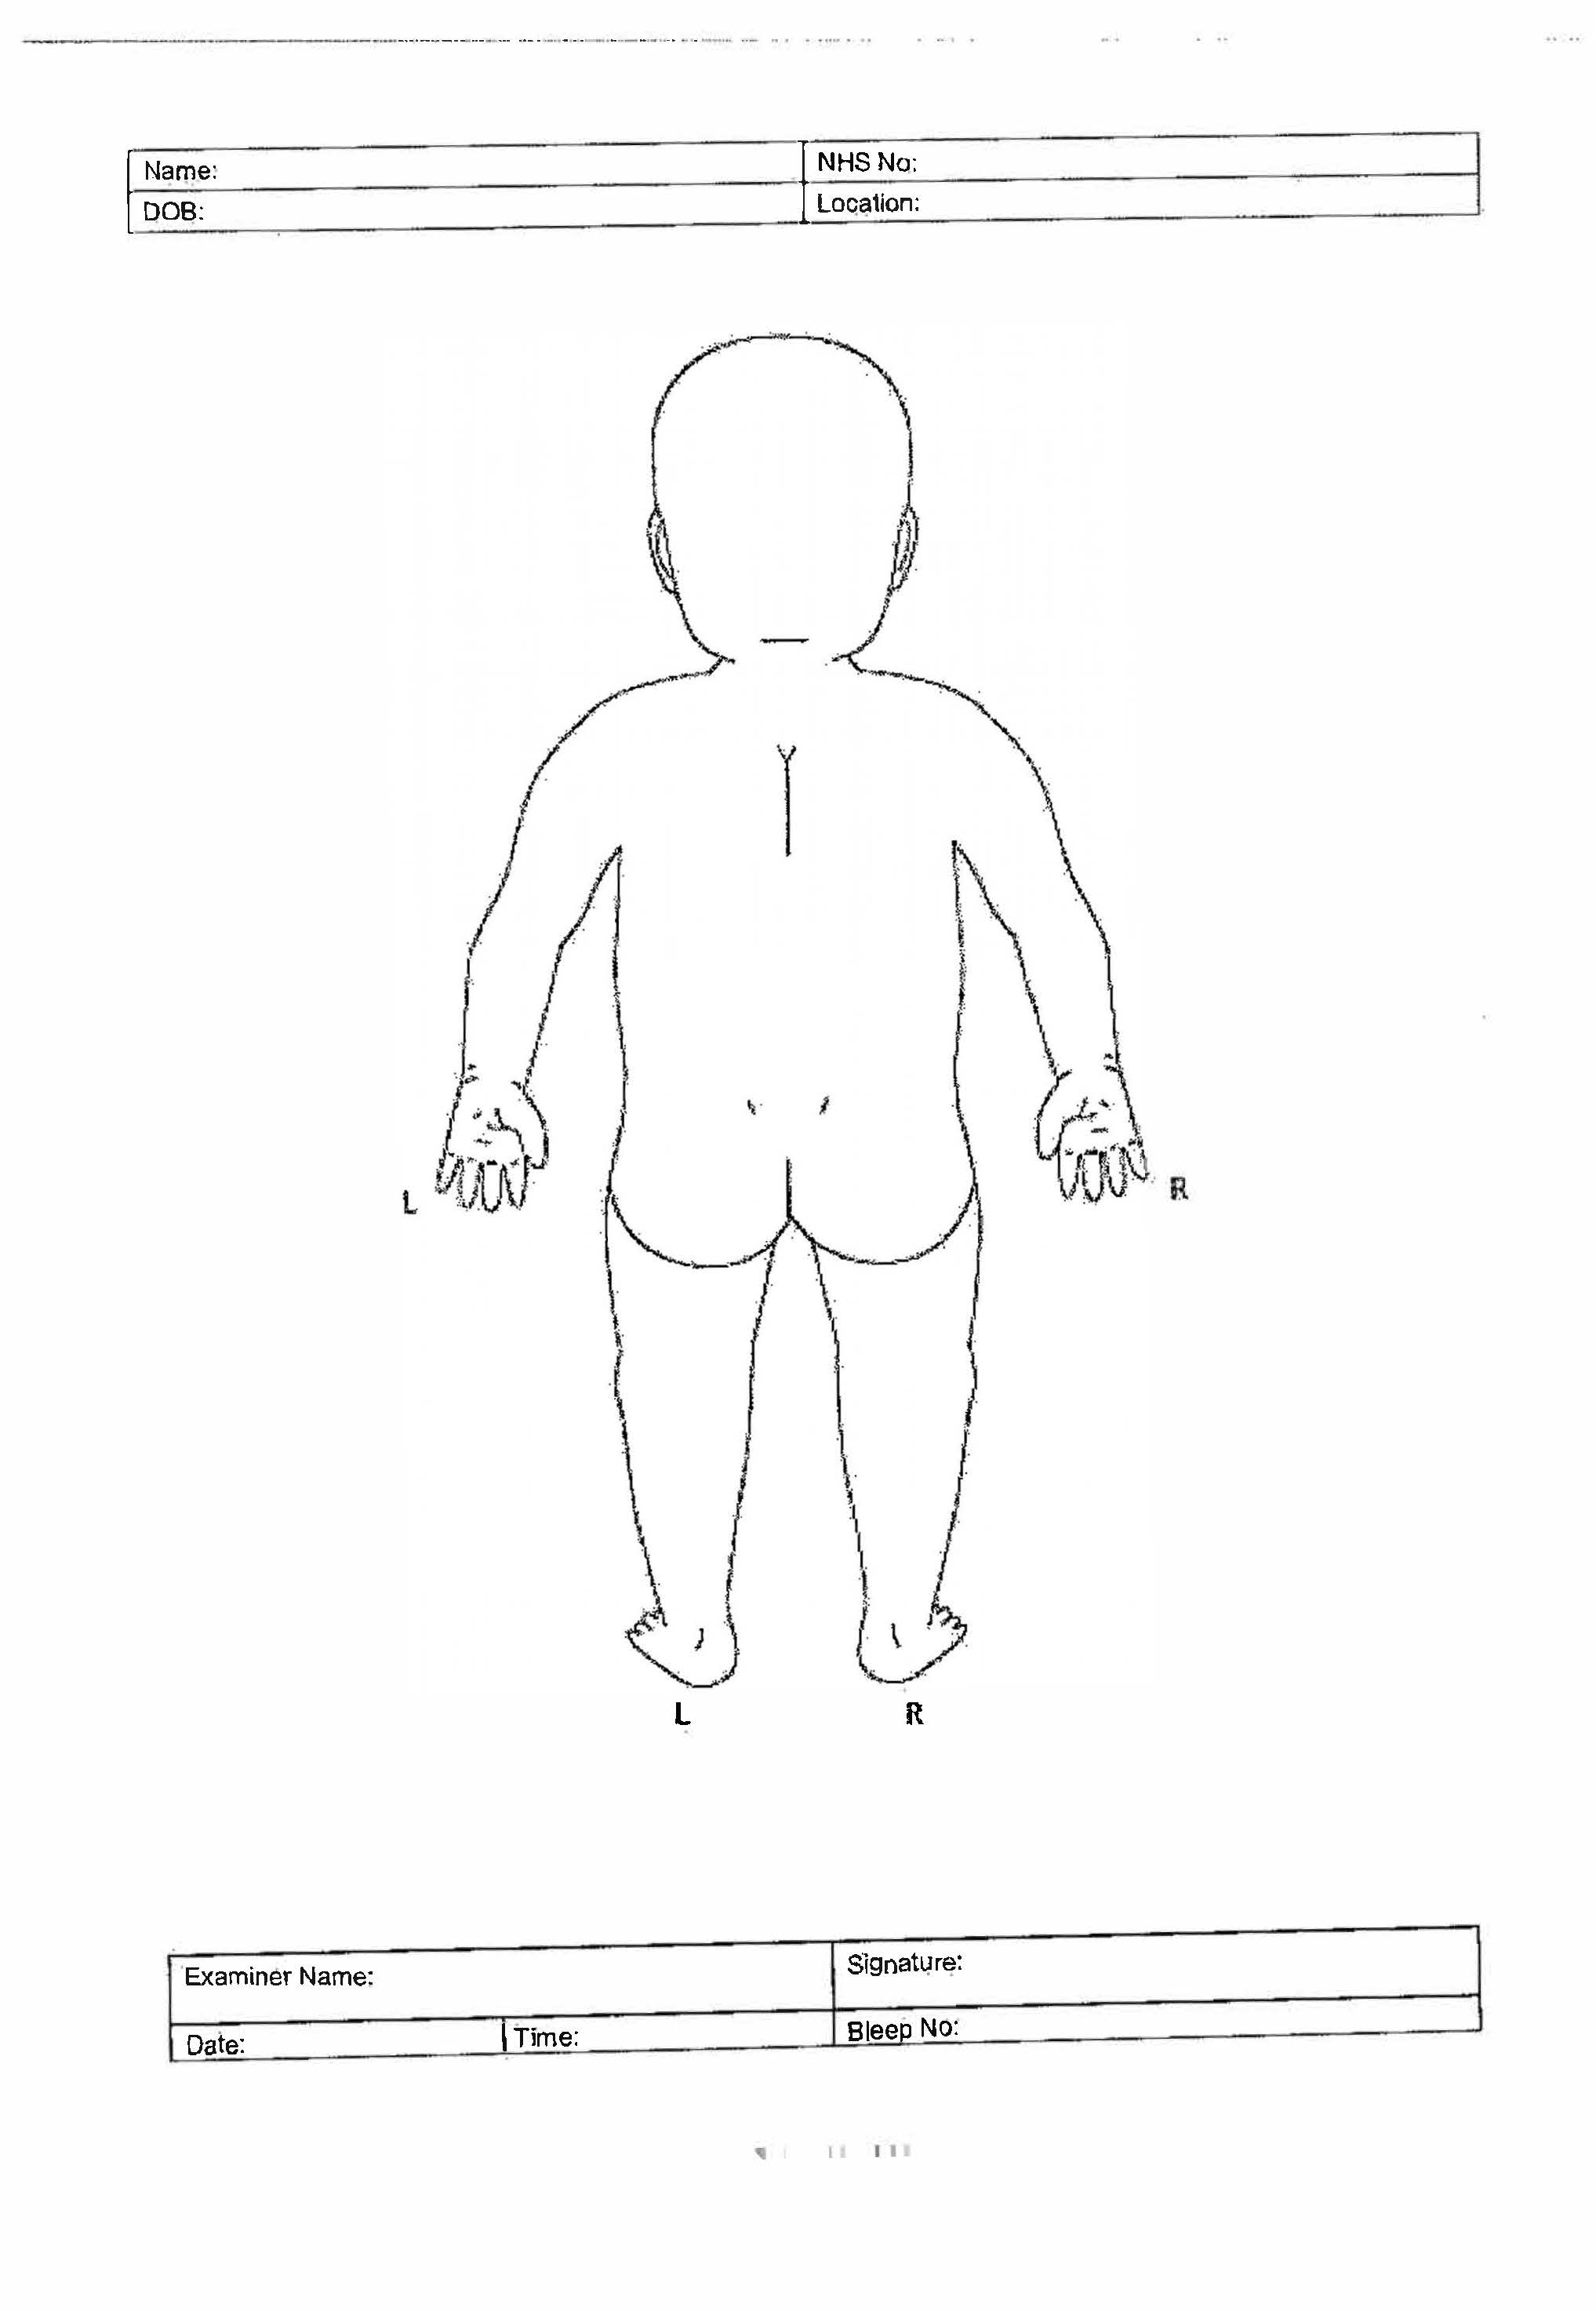 Name: NHS No:
DOB: Location:
L R
L R
Examiner Name: Signature:
Date: Time: Bleep No: